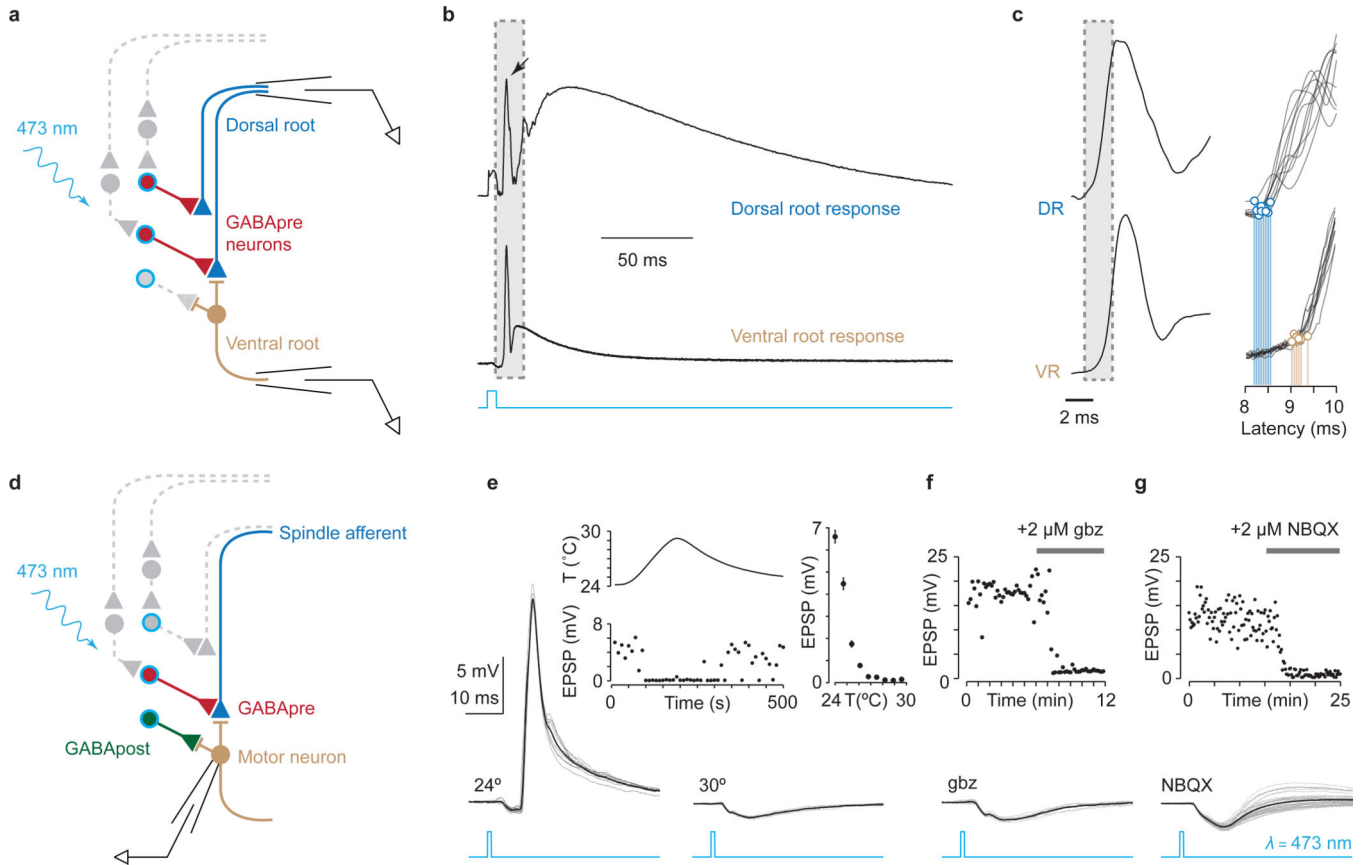 a
473 nm
Dorsal root
GABApre
neurons
Ventral root
b
Dorsal root response
50 ms
Ventral root response
c
DR
VR
2 ms
8 9 10
Latency (ms)
d
473 nm
Spindle afferent
GABApre
GABApost
Motor neuron
e
30
T (˚C)
24
8
EPSP (mV)
0
0 Time (s) 500
5 mV
10 ms
24º
7
EPSP (mV)
0
24 T(ºC) 30
30º
f
+2 µM gbz
25
EPSP (mV)
0
0 Time (min) 12
gbz
g
+2 µM NBQX
25
EPSP (mV)
0
0 Time (min) 25
NBQX
λ = 473 nm